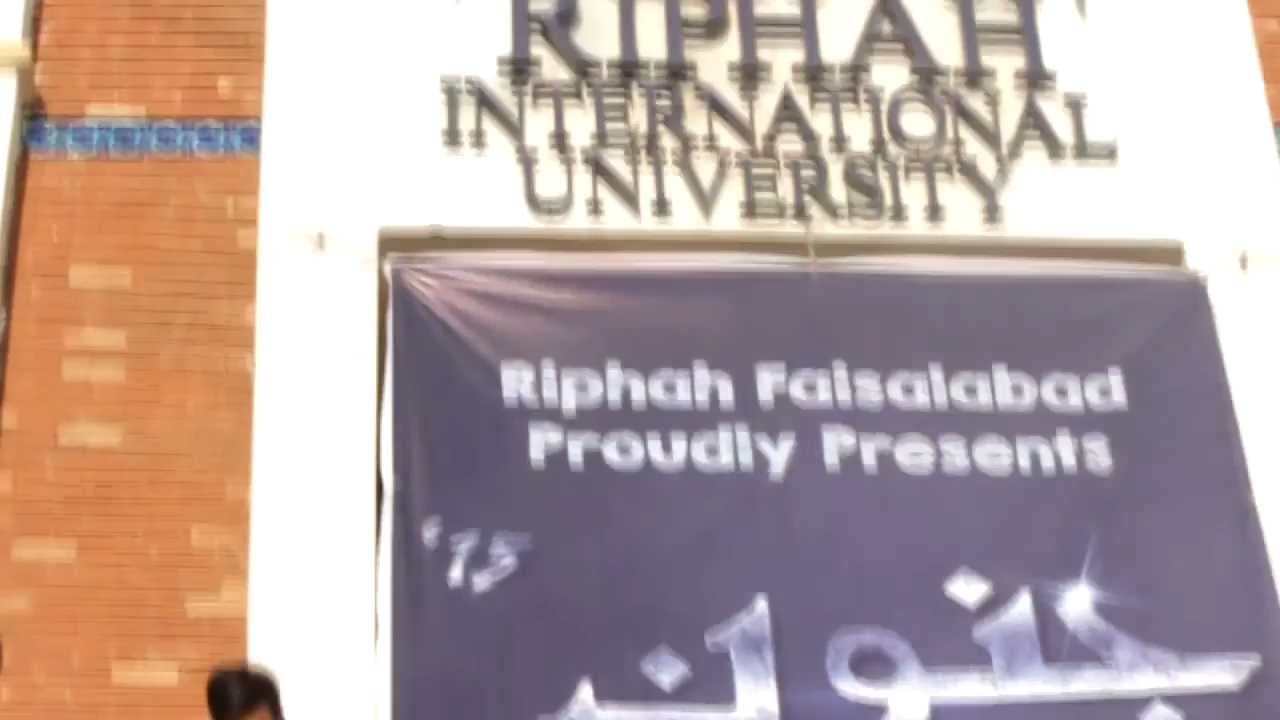 RIPHAH
INTERNATIONAL
UNIVERSITY
Riphah Faisalabad
Proudly Presents
'15